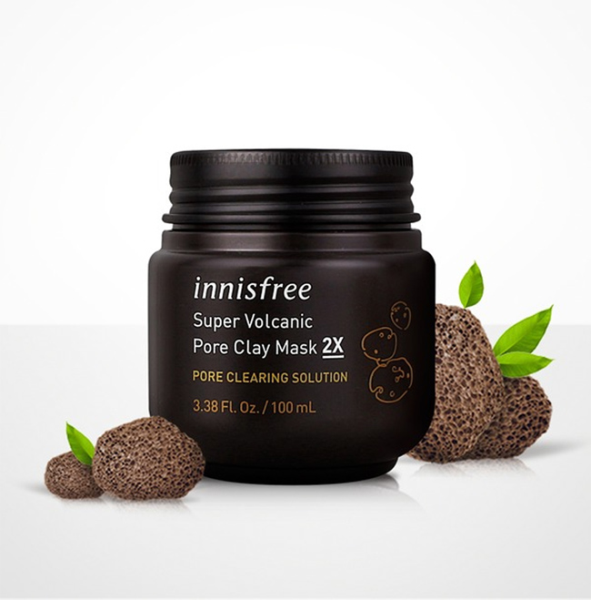 innisfree
Super Volcanic
Pore Clay Mask 2X
PORE CLEARING SOLUTION
3.38 Fl. Oz. / 100 mL